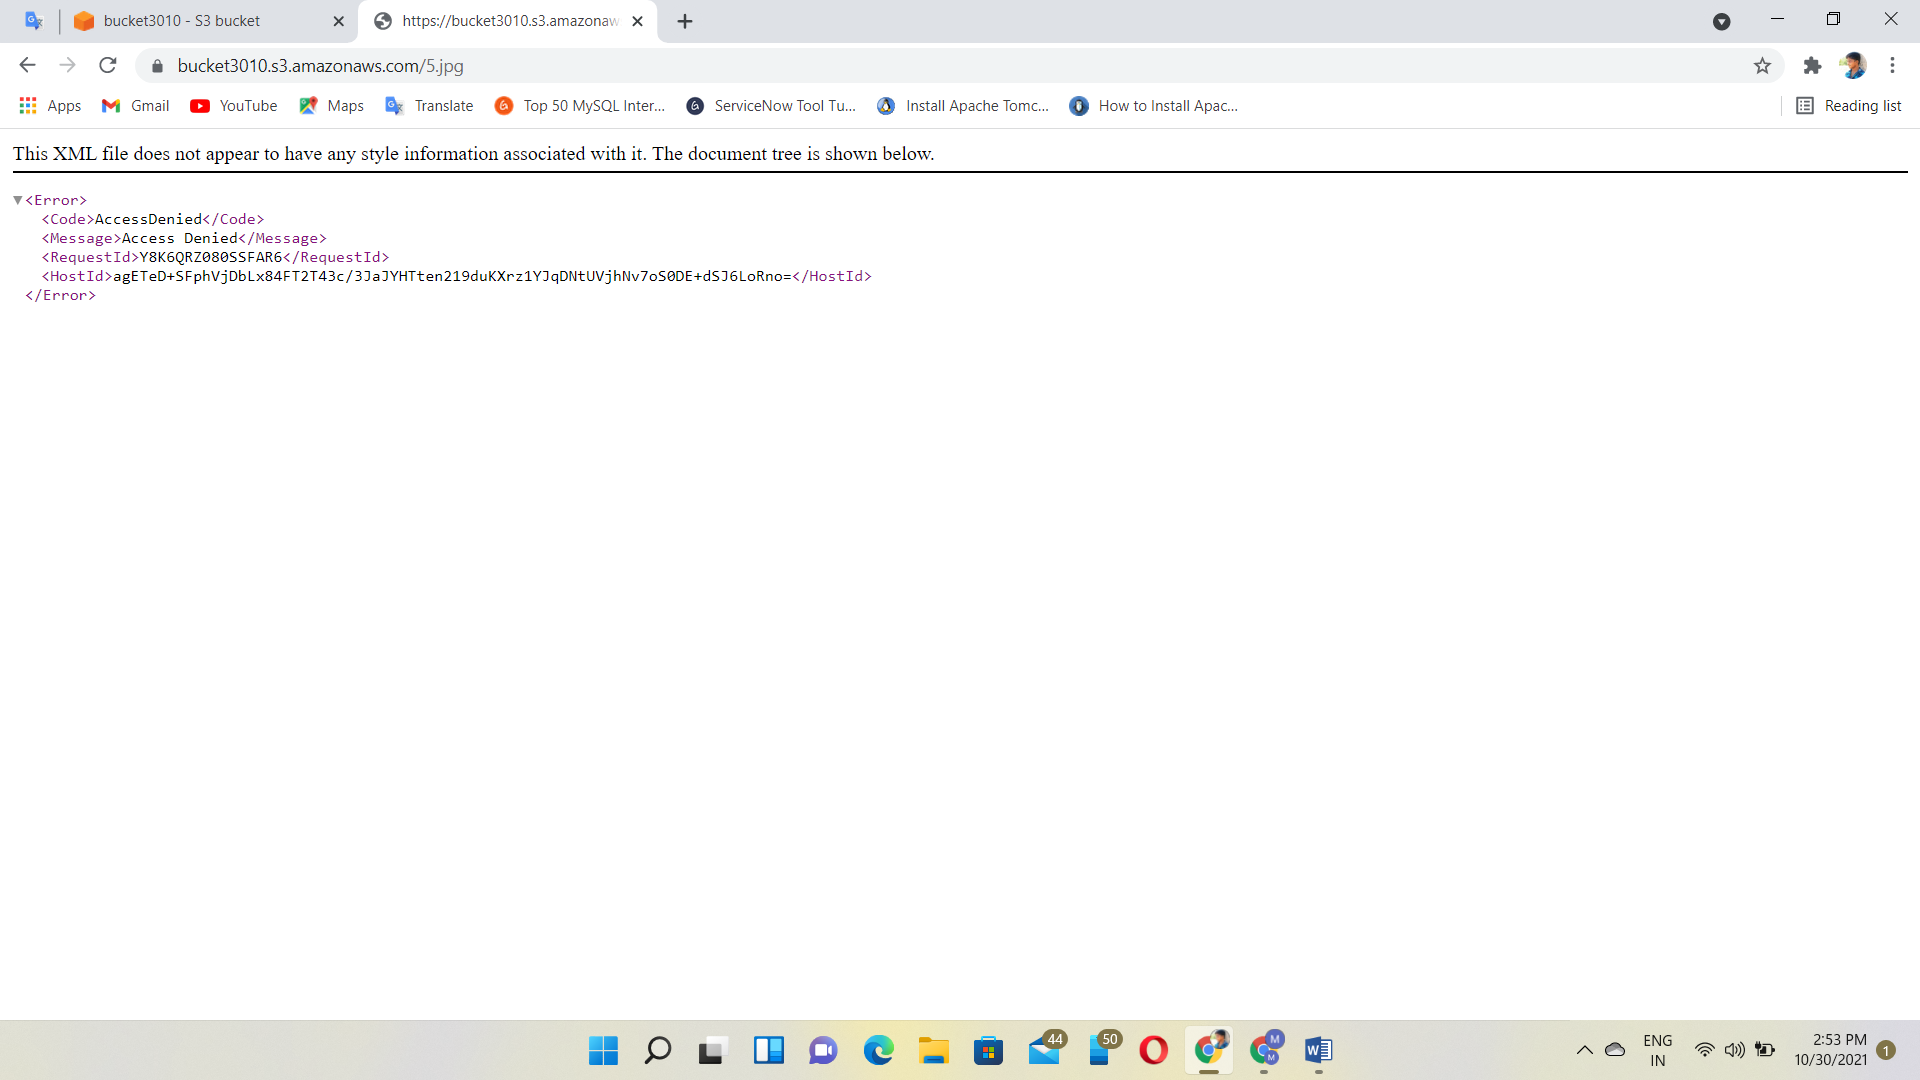 bucket3010 - S3 bucket
https://bucket3010.s3.amazonaw
bucket3010.s3.amazonaws.com/5.jpg
Apps Gmail YouTube Maps Translate Top 50 MySQL Inter... ServiceNow Tool Tu... Install Apache Tomc... How to Install Apac... Reading list
This XML file does not appear to have any style information associated with it. The document tree is shown below.
<Error>
<Code>AccessDenied</Code>
<Message>Access Denied</Message>
<RequestId>Y8K6QRZ080SSFAR6</RequestId>
<HostId>agETeD+SFphVjDbLx84FT2T43c/3JaJYHTten219duKXrz1YJqDNtUVjhNv7oS0DE+dSJ6LoRno=</HostId>
</Error>
44 50 M M
ENG
IN
2:53 PM
10/30/2021
1